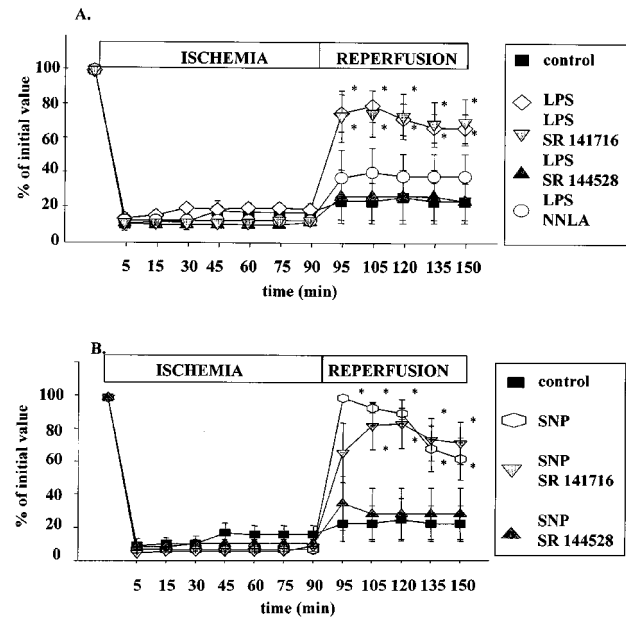 A.
ISCHEMIA REPERFUSION
% of initial value
100
80
60
40
20
0
5 15 30 45 60 75 90 95 105 120 135 150
time (min)
control
LPS
LPS
SR 141716
LPS
SR 144528
LPS
NNLA
* * * * *
* * * * *
B.
ISCHEMIA REPERFUSION
% of initial value
100
80
60
40
20
0
5 15 30 45 60 75 90 95 105 120 135 150
time (min)
control
SNP
SNP
SR 141716
SNP
SR 144528
* * * * *
* * * *